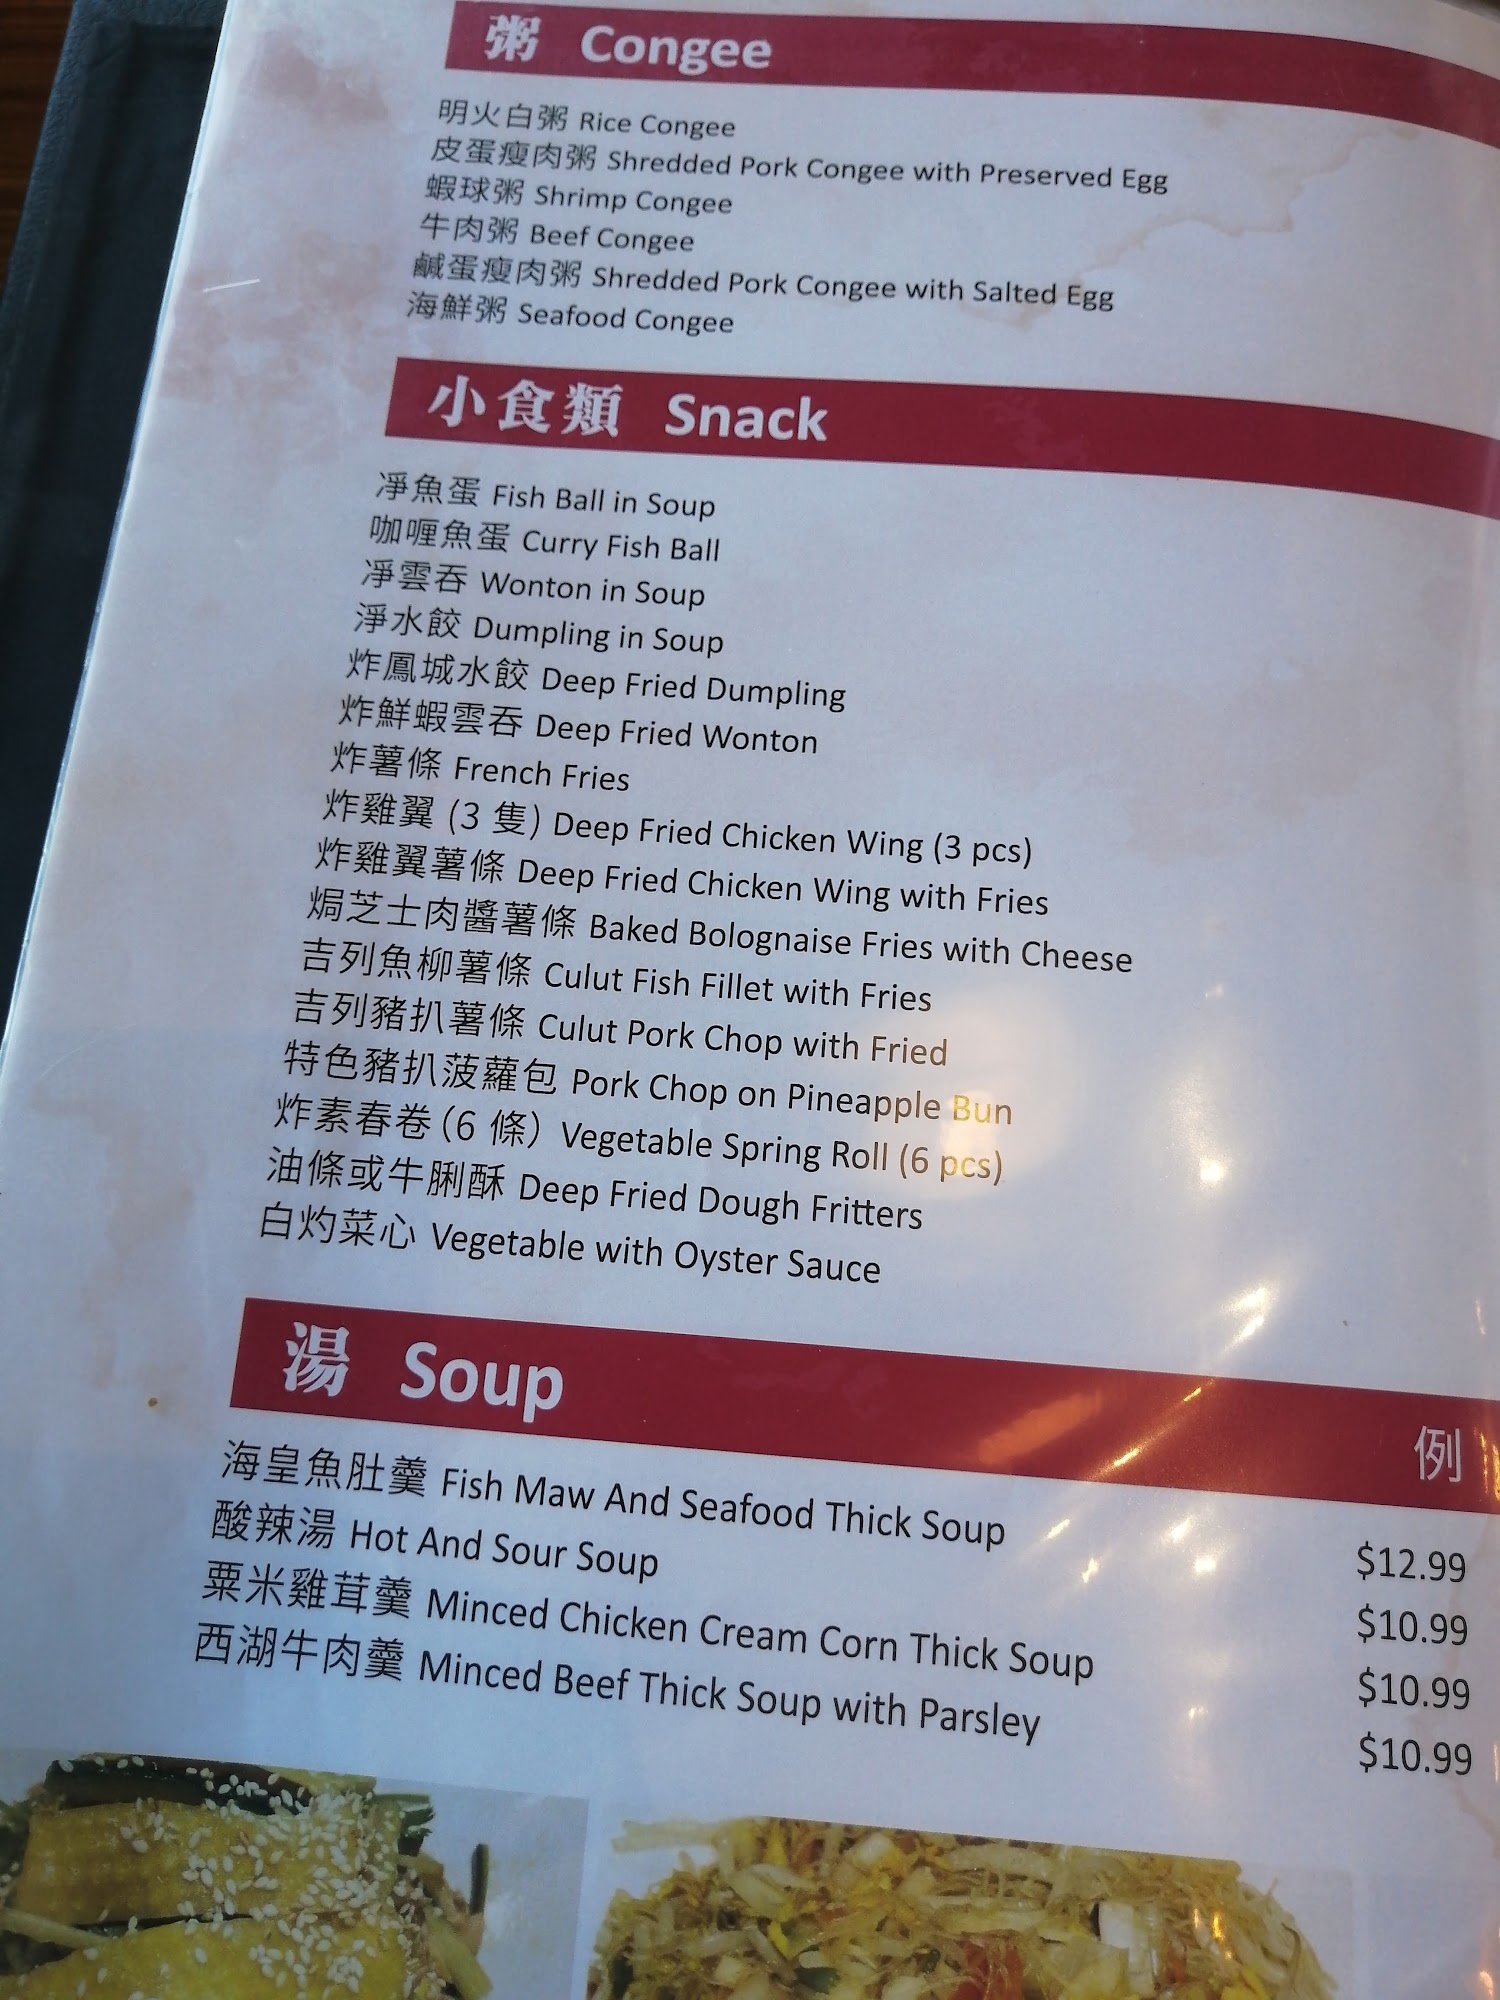 粥 Congee
明火白粥 Rice Congee
皮蛋瘦肉粥 Shredded Pork Congee with Preserved Egg
蝦球粥 Shrimp Congee
牛肉粥 Beef Congee
鹹蛋瘦肉粥 Shredded Pork Congee with Salted Egg
海鮮粥 Seafood Congee
小食類 Snack
凈魚蛋 Fish Ball in Soup
咖喱魚蛋 Curry Fish Ball
凈雲吞 Wonton in Soup
淨水餃 Dumpling in Soup
炸鳳城水餃 Deep Fried Dumpling
炸鮮蝦雲吞 Deep Fried Wonton
炸薯條 French Fries
炸雞翼 (3 隻) Deep Fried Chicken Wing (3 pcs)
炸雞翼薯條 Deep Fried Chicken Wing with Fries
焗芝士肉醬薯條 Baked Bolognaise Fries with Cheese
吉列魚柳薯條 Culut Fish Fillet with Fries
吉列豬扒薯條 Culut Pork Chop with Fried
特色豬扒菠蘿包 Pork Chop on Pineapple Bun
炸素春卷 (6 條) Vegetable Spring Roll (6 pcs)
油條或牛脷酥 Deep Fried Dough Fritters
白灼菜心 Vegetable with Oyster Sauce
湯 Soup 例
海皇魚肚羹 Fish Maw And Seafood Thick Soup $12.99
酸辣湯 Hot And Sour Soup $10.99
粟米雞茸羹 Minced Chicken Cream Corn Thick Soup $10.99
西湖牛肉羹 Minced Beef Thick Soup with Parsley $10.99